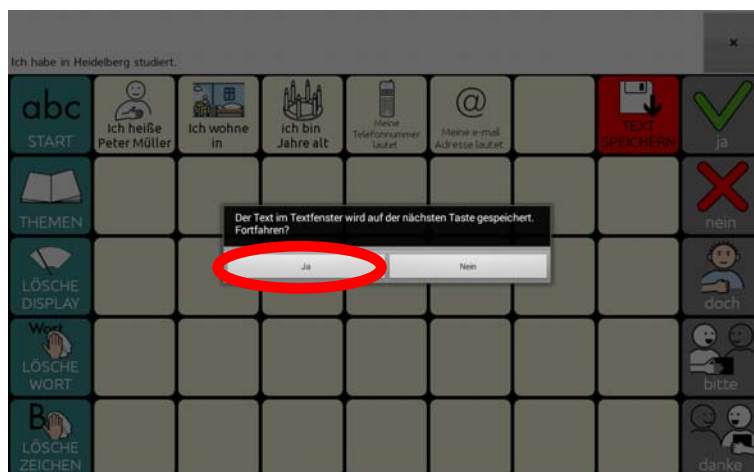 Ich habe in Heidelberg studiert.
×
abc
START
Ich heiße
Peter Müller
Ich wohne
in
ich bin
Jahre alt
Meine
Telefonnummer
lautet
@
Meine e-mail
Adresse lautet
TEXT
SPEICHERN
ja
THEMEN
nein
Der Text im Textfenster wird auf der nächsten Taste gespeichert.
Fortfahren?
Ja
Nein
LÖSCHE
DISPLAY
doch
Wort
LÖSCHE
WORT
bitte
B
LÖSCHE
ZEICHEN
danke